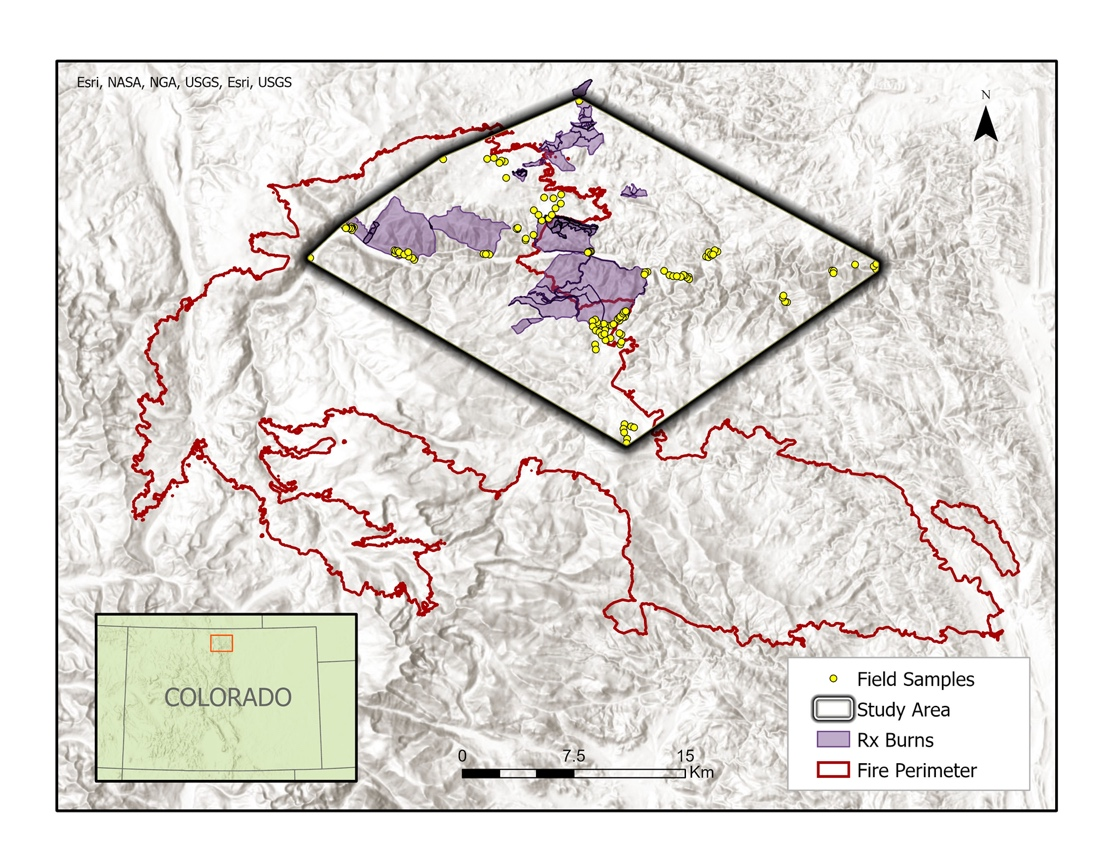 Esri, NASA, NGA, USGS, Esri, USGS
N
COLORADO
0 7.5 15
Km
Field Samples
Study Area
Rx Burns
Fire Perimeter